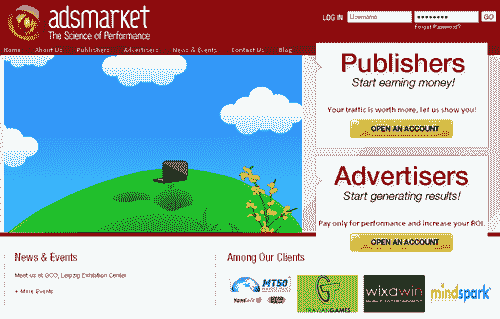 adsmarket
The Science of Performance
LOG IN Username •••••••• GO
Forgot Password?
Home About Us Publishers Advertisers News & Events Contact Us Blog
Publishers
Start earning money!
Your traffic is worth more, let us show you!
OPEN AN ACCOUNT
Advertisers
Start generating results!
Pay only for performance and increase your ROI.
OPEN AN ACCOUNT
News & Events
Meet us at GCO, Leipzig Exhibition Center
+ More Events
Among Our Clients
MT50
GAMES
wixawin
mindspark